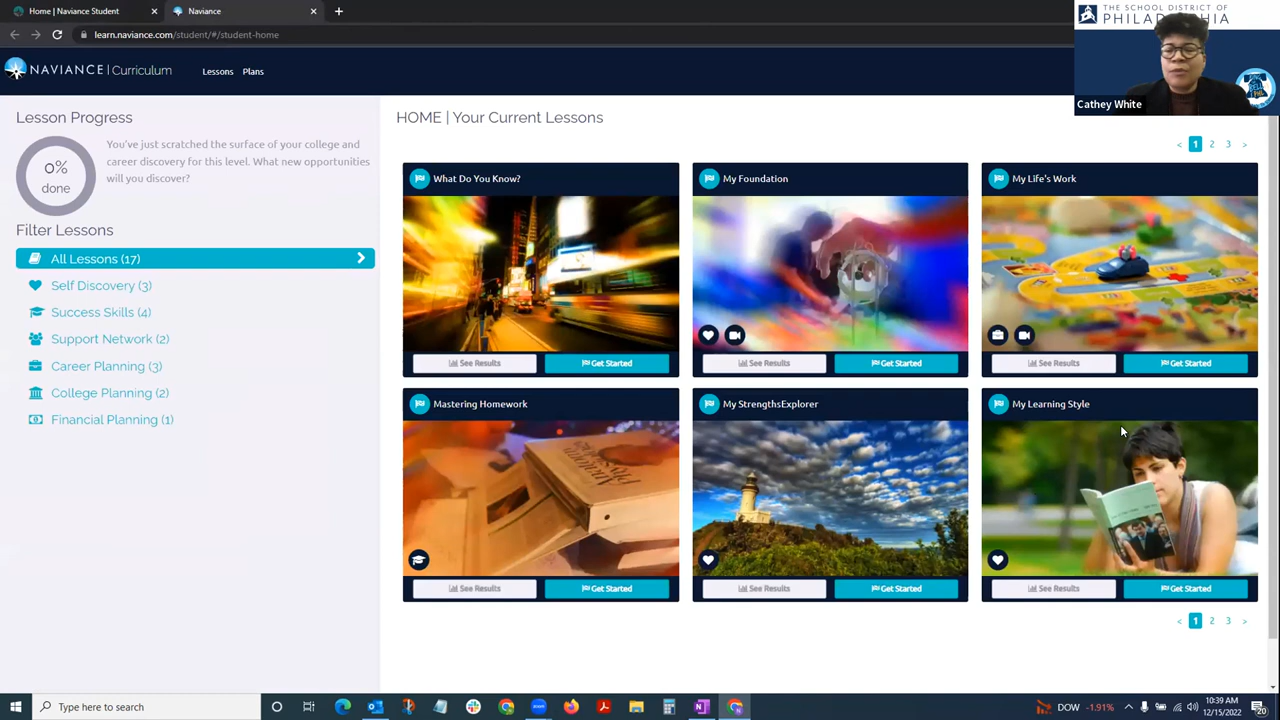 Home | Naviance Student
Naviance
learn.naviance.com/student/#/student-home
THE SCHOOL DISTRICT OF
PHILADELPHIA
Cathey White
NAVIANCE | Curriculum
Lessons
Plans
Lesson Progress
0%
done
You've just scratched the surface of your college and
career discovery for this level. What new opportunities
will you discover?
Filter Lessons
All Lessons (17)
Self Discovery (3)
Success Skills (4)
Support Network (2)
Career Planning (3)
College Planning (2)
Financial Planning (1)
HOME | Your Current Lessons
< 1 2 3 >
What Do You Know?
See Results
Get Started
My Foundation
See Results
Get Started
My Life's Work
See Results
Get Started
Mastering Homework
See Results
Get Started
My StrengthsExplorer
See Results
Get Started
My Learning Style
See Results
Get Started
< 1 2 3 >
Type here to search
DOW -1.91%
10:39 AM
12/15/2022
20